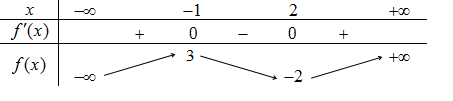 x −∞ −1 2 +∞
f′(x) + 0 − 0 +
f(x) −∞ 3 −2 +∞